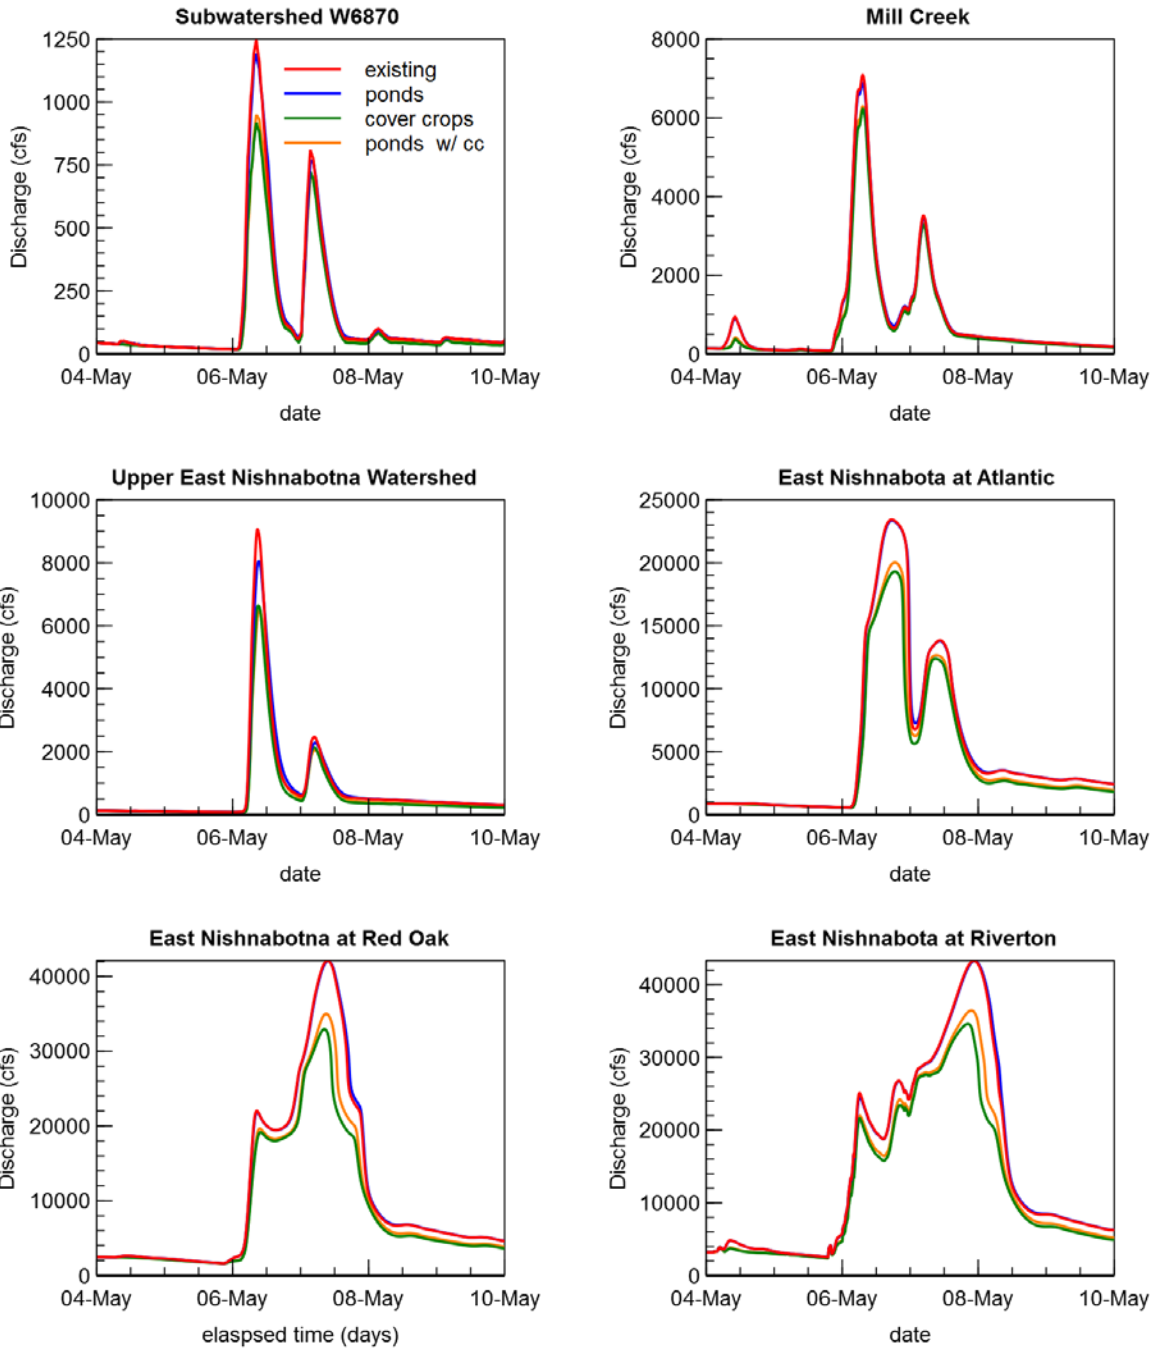 Subwatershed W6870
1250
1000
750
500
250
0
Discharge (cfs)
existing
ponds
cover crops
ponds w/ cc
04-May 06-May 08-May 10-May
date
Mill Creek
8000
6000
4000
2000
0
Discharge (cfs)
04-May 06-May 08-May 10-May
date
Upper East Nishnabotna Watershed
10000
8000
6000
4000
2000
0
Discharge (cfs)
04-May 06-May 08-May 10-May
date
East Nishnabota at Atlantic
25000
20000
15000
10000
5000
0
Discharge (cfs)
04-May 06-May 08-May 10-May
date
East Nishnabotna at Red Oak
40000
30000
20000
10000
0
Discharge (cfs)
04-May 06-May 08-May 10-May
elaspsed time (days)
East Nishnabota at Riverton
40000
30000
20000
10000
0
Discharge (cfs)
04-May 06-May 08-May 10-May
date